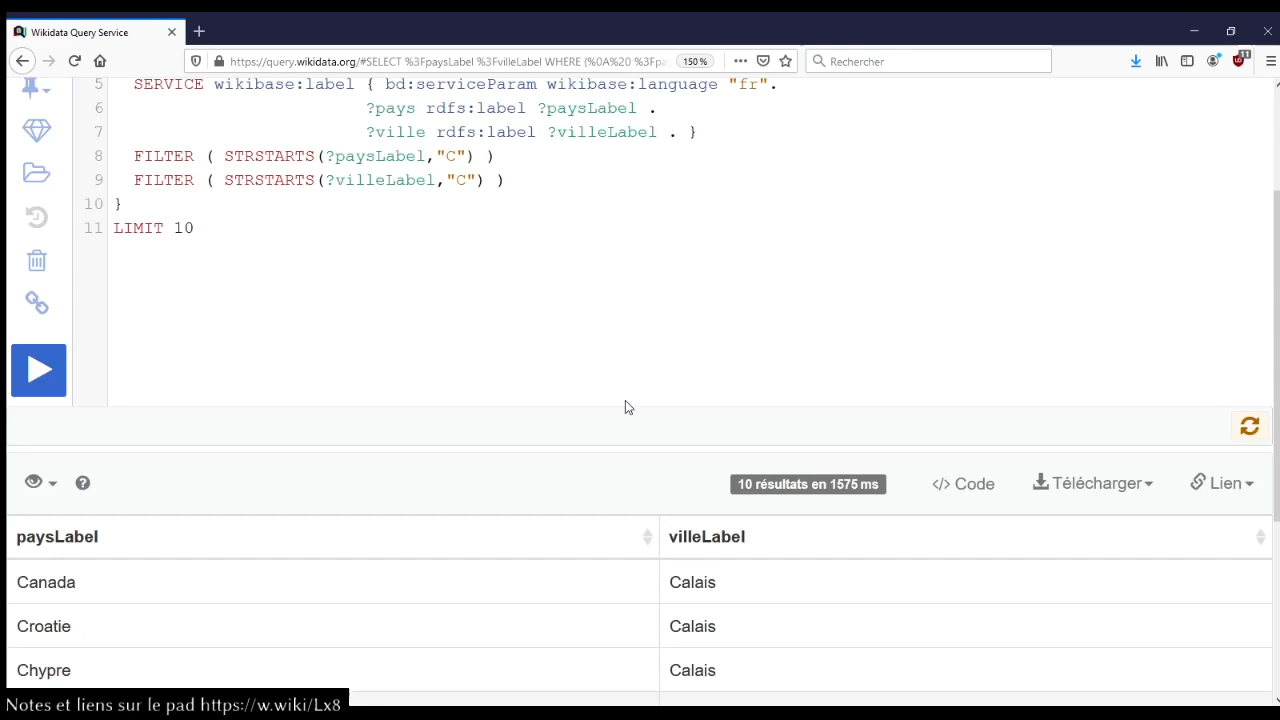 Wikidata Query Service
https://query.wikidata.org/#SELECT %3FpaysLabel %3FvilleLabel WHERE {%0A%20 %3Fpa
150 %
Rechercher
11
5 SERVICE wikibase:label { bd:serviceParam wikibase:language "fr".
6 ?pays rdfs:label ?paysLabel .
7 ?ville rdfs:label ?villeLabel . }
8 FILTER ( STRSTARTS(?paysLabel,"C") )
9 FILTER ( STRSTARTS(?villeLabel,"C") )
10 }
11 LIMIT 10
10 résultats en 1575 ms
</> Code
Télécharger
Lien
paysLabel villeLabel
Canada Calais
Croatie Calais
Chypre Calais
Notes et liens sur le pad https://w.wiki/Lx8